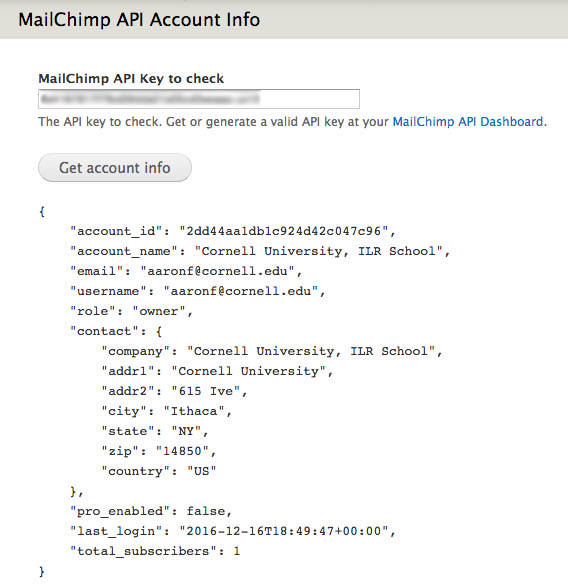 MailChimp API Account Info
MailChimp API Key to check
The API key to check. Get or generate a valid API key at your MailChimp API Dashboard.
Get account info
{
"account_id": "2dd44aa1db1c924d42c047c96",
"account_name": "Cornell University, ILR School",
"email": "aaronf@cornell.edu",
"username": "aaronf@cornell.edu",
"role": "owner",
"contact": {
"company": "Cornell University, ILR School",
"addr1": "Cornell University",
"addr2": "615 Ive",
"city": "Ithaca",
"state": "NY",
"zip": "14850",
"country": "US"
},
"pro_enabled": false,
"last_login": "2016-12-16T18:49:47+00:00",
"total_subscribers": 1
}